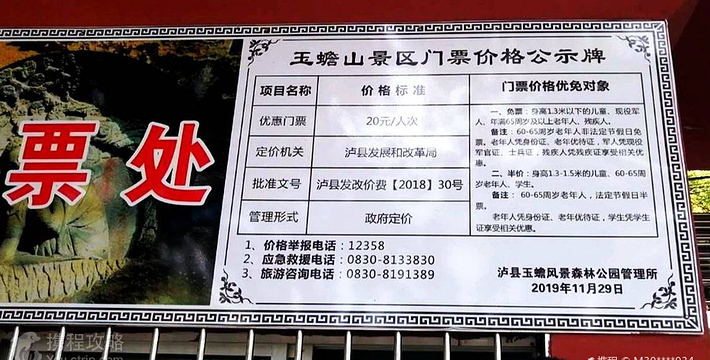 票处
玉蟾山景区门票价格公示牌
项目名称
价格标准
门票价格优免对象
优惠门票
20元/人次
定价机关
泸县发展和改革局
批准文号
泸县发改价费【2018】30号
管理形式
政府定价
一、免票：身高1.3米以下的儿童、现役军
人、年满65周岁及以上老年人、残疾人。
备注：60-65周岁老年人非法定节假日免
票。老年人凭身份证、老年优待证，军人凭现役
军官证、士兵证，残疾人凭残疾证享受相关优
惠。
二、半价：身高1.3-1.5米的儿童、60-65周
岁老年人、学生。
备注：60-65周岁老年人，法定节假日半
票。
老年人凭身份证、老年优待证，学生凭学生
证享受相关优惠。
1、价格举报电话：12358
2、应急救援电话：0830-8133830
3、旅游咨询电话：0830-8191389
泸县玉蟾风景森林公园管理所
2019年11月29日
携程攻略
You.ctrip.com
携程 © M30****934